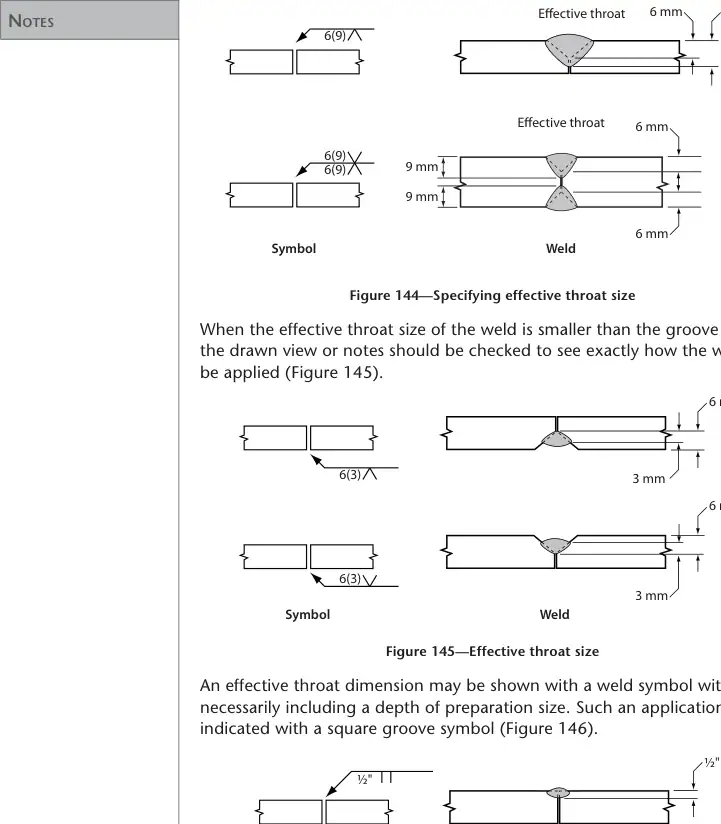 NOTES
Effective throat
6 mm
6(9)
Effective throat
6 mm
6(9)
6(9)
9 mm
9 mm
6 mm
Symbol
Weld
Figure 144—Specifying effective throat size
When the effective throat size of the weld is smaller than the groove
the drawn view or notes should be checked to see exactly how the w
be applied (Figure 145).
6
6(3)
3 mm
6
6(3)
3 mm
Symbol
Weld
Figure 145—Effective throat size
An effective throat dimension may be shown with a weld symbol wit
necessarily including a depth of preparation size. Such an application
indicated with a square groove symbol (Figure 146).
½"
½"